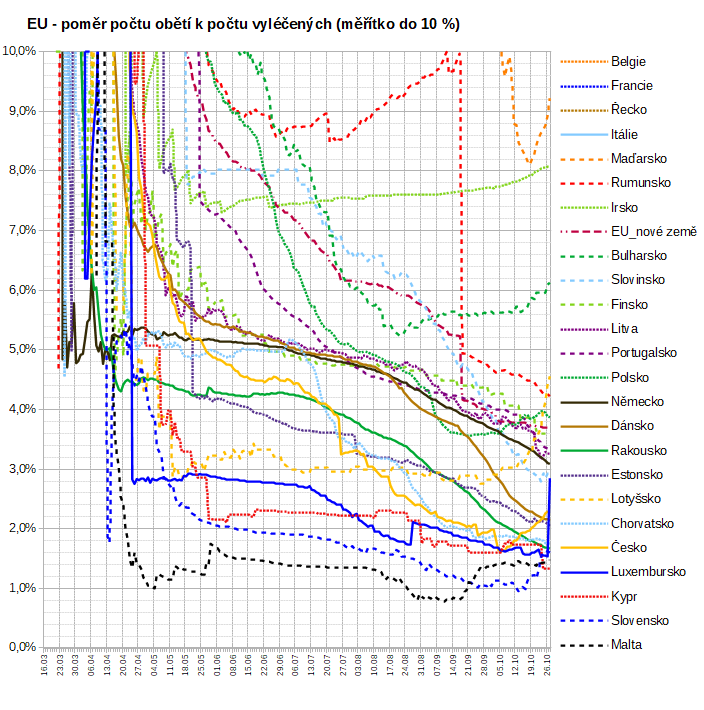 EU - poměr počtu obětí k počtu vyléčených (měřítko do 10 %)
10,0%
9,0%
8,0%
7,0%
6,0%
5,0%
4,0%
3,0%
2,0%
1,0%
0,0%
16.03
23.03
30.03
06.04
13.04
20.04
27.04
04.05
11.05
18.05
25.05
01.06
08.06
15.06
22.06
29.06
06.07
13.07
20.07
27.07
03.08
10.08
17.08
24.08
31.08
07.09
14.09
21.09
28.09
05.10
12.10
19.10
26.10
Belgie
Francie
Řecko
Itálie
Maďarsko
Rumunsko
Irsko
EU_nové země
Bulharsko
Slovinsko
Finsko
Litva
Portugalsko
Polsko
Německo
Dánsko
Rakousko
Estonsko
Lotyšsko
Chorvatsko
Česko
Luxembursko
Kypr
Slovensko
Malta